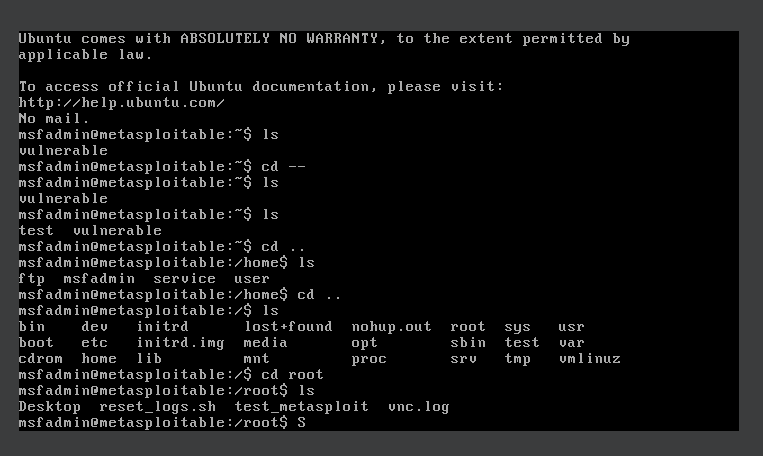 Ubuntu comes with ABSOLUTELY NO WARRANTY, to the extent permitted by
applicable law.
To access official Ubuntu documentation, please visit:
http://help.ubuntu.com/
No mail.
msfadmin@metasploitable:~$ ls
vulnerable
msfadmin@metasploitable:~$ cd --
msfadmin@metasploitable:~$ ls
vulnerable
msfadmin@metasploitable:~$ ls
test  vulnerable
msfadmin@metasploitable:~$ cd ..
msfadmin@metasploitable:/home$ ls
ftp  msfadmin  service  user
msfadmin@metasploitable:/home$ cd ..
msfadmin@metasploitable:/$ ls
bin    dev   initrd      lost+found  nohup.out  root  sys   usr
boot   etc   initrd.img  media       opt        sbin  test  var
cdrom  home  lib         mnt         proc       srv   tmp   vmlinuz
msfadmin@metasploitable:/$ cd root
msfadmin@metasploitable:/root$ ls
Desktop  reset_logs.sh  test_metasploit  vnc.log
msfadmin@metasploitable:/root$ S